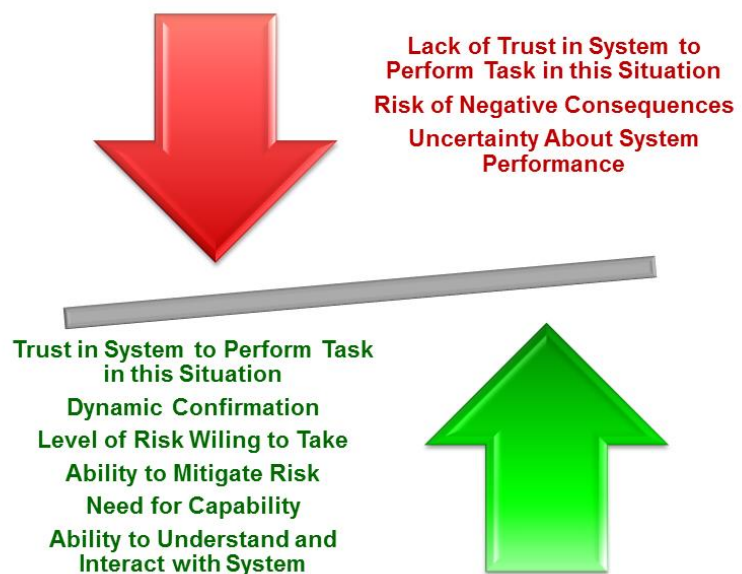 Lack of Trust in System to
Perform Task in this Situation
Risk of Negative Consequences
Uncertainty About System
Performance
Trust in System to Perform Task
in this Situation
Dynamic Confirmation
Level of Risk Wiling to Take
Ability to Mitigate Risk
Need for Capability
Ability to Understand and
Interact with System